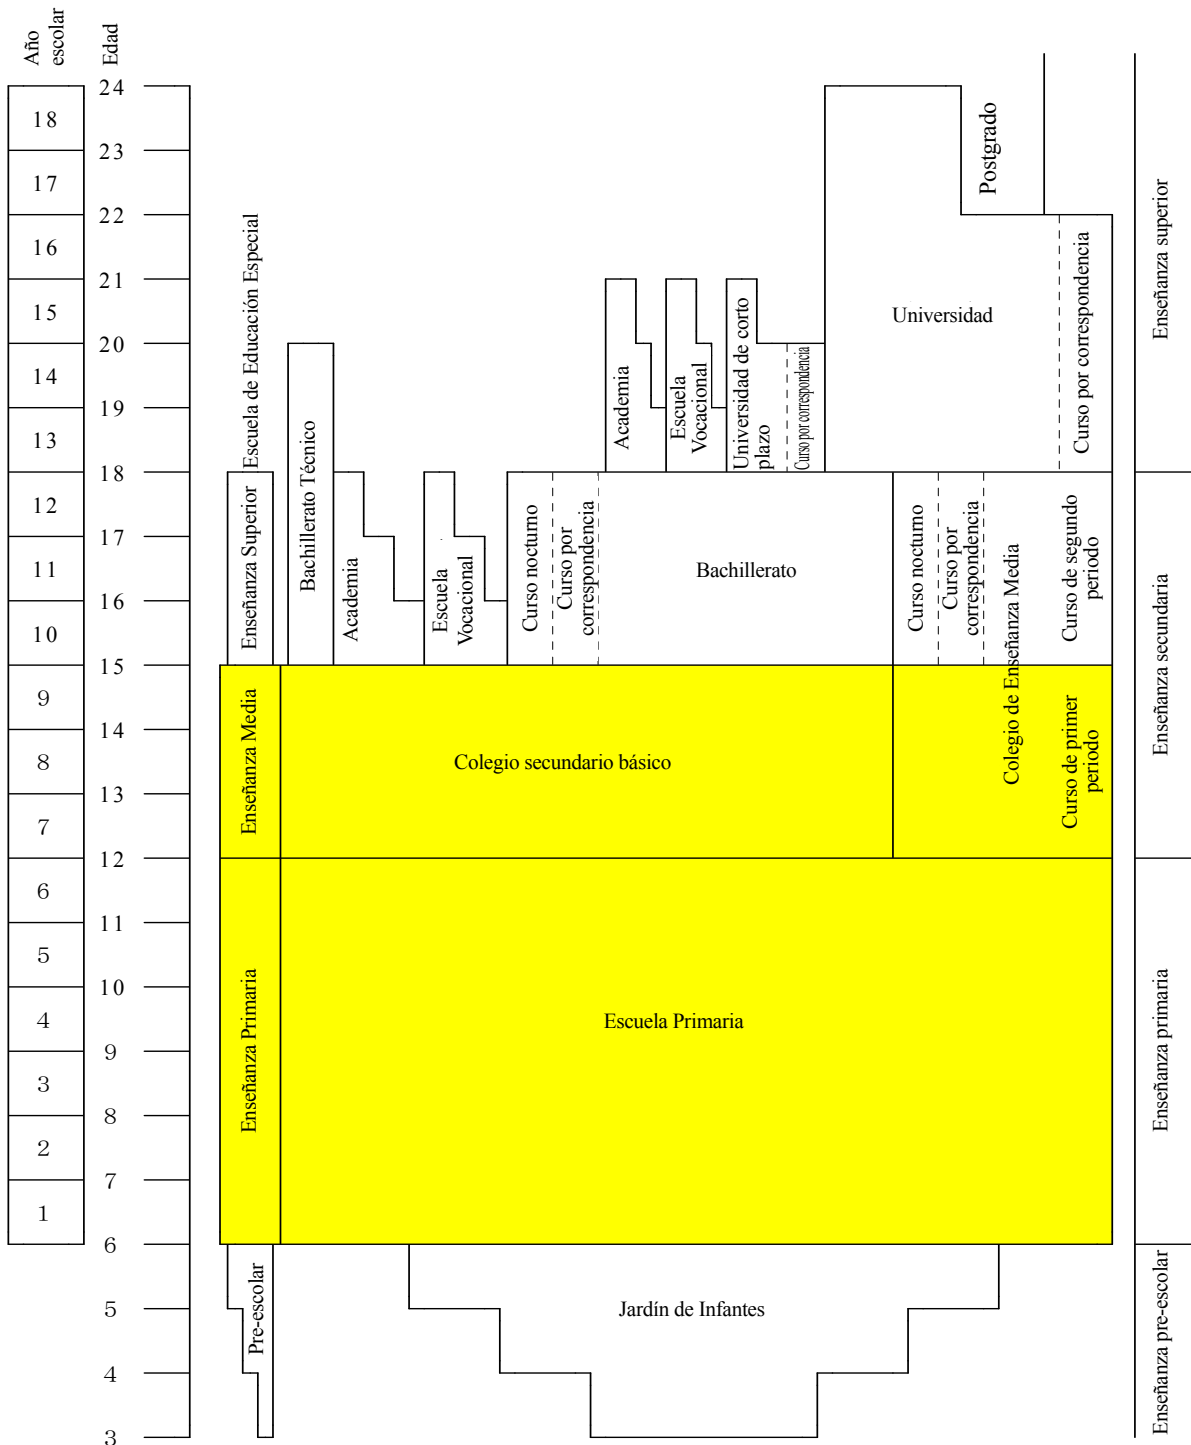 Año
escolar
Edad
24
18
23
17
22
16
21
15
20
14
19
13
18
12
17
11
16
10
15
9
14
8
13
7
12
6
11
5
10
4
9
3
8
2
7
1
6
5
4
3
Escuela de Educación Especial
Enseñanza Superior
Enseñanza Media
Enseñanza Primaria
Pre-escolar
Bachillerato Técnico
Academia
Escuela
Vocacional
Curso nocturno
Curso por
correspondencia
Bachillerato
Academia
Escuela
Vocacional
Universidad de corto
plazo
Curso por correspondencia
Universidad
Postgrado
Curso por correspondencia
Curso nocturno
Curso por
correspondencia
Colegio de Enseñanza Media
Curso de segundo
periodo
Curso de primer
periodo
Colegio secundario básico
Escuela Primaria
Jardín de Infantes
Enseñanza superior
Enseñanza secundaria
Enseñanza primaria
Enseñanza pre-escolar